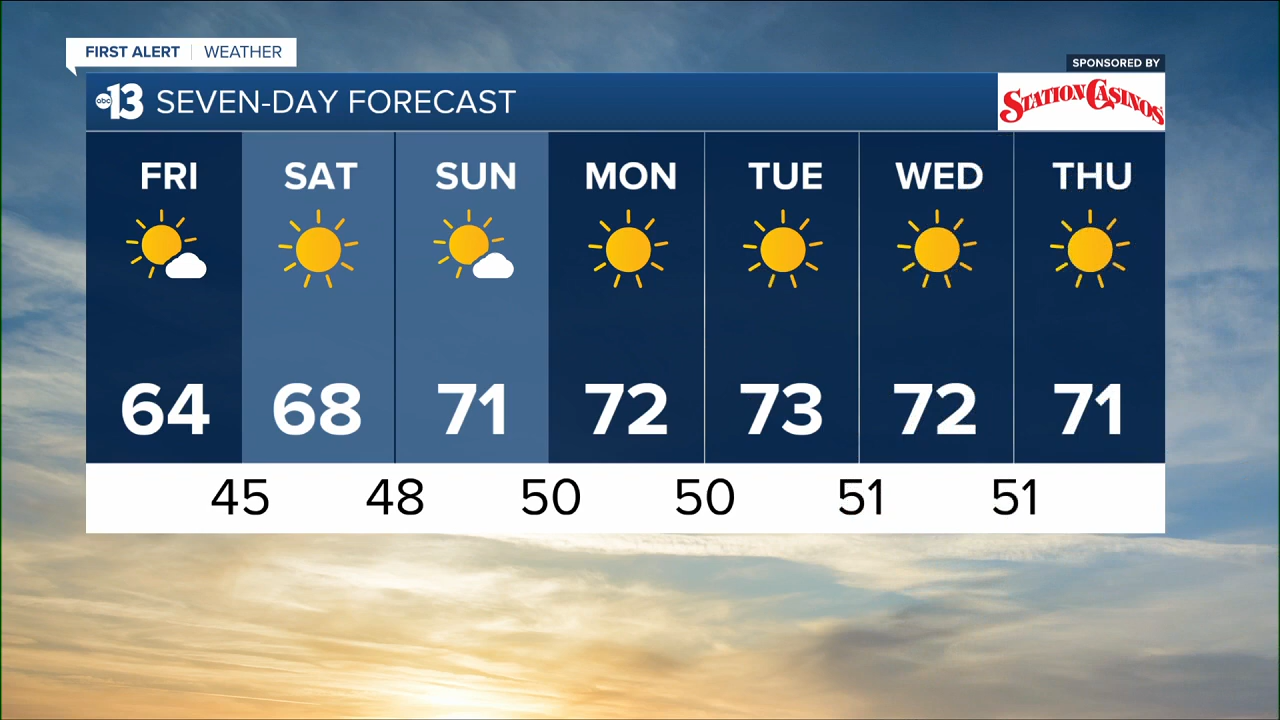 FIRST ALERT | WEATHER
SPONSORED BY
abc 13 SEVEN-DAY FORECAST
STATION CASINOS
FRI SAT SUN MON TUE WED THU
64 68 71 72 73 72 71
45 48 50 50 51 51